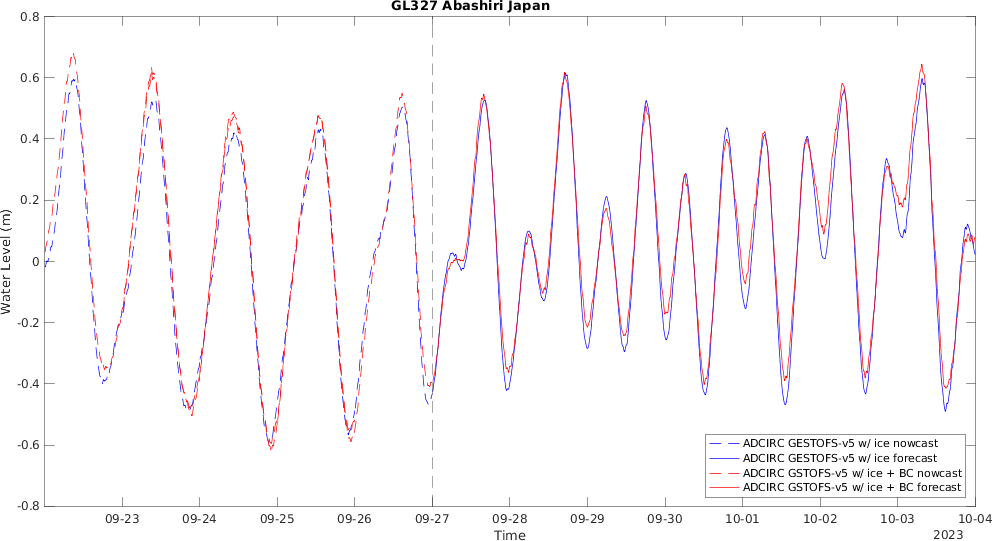 GL327 Abashiri Japan
0.8
0.6
0.4
0.2
0
-0.2
-0.4
-0.6
-0.8
Water Level (m)
ADCIRC GESTOFS-v5 w/ ice nowcast
ADCIRC GESTOFS-v5 w/ ice forecast
ADCIRC GSTOFS-v5 w/ ice + BC nowcast
ADCIRC GSTOFS-v5 w/ ice + BC forecast
09-23 09-24 09-25 09-26 09-27 09-28 09-29 09-30 10-01 10-02 10-03 10-04
Time
2023